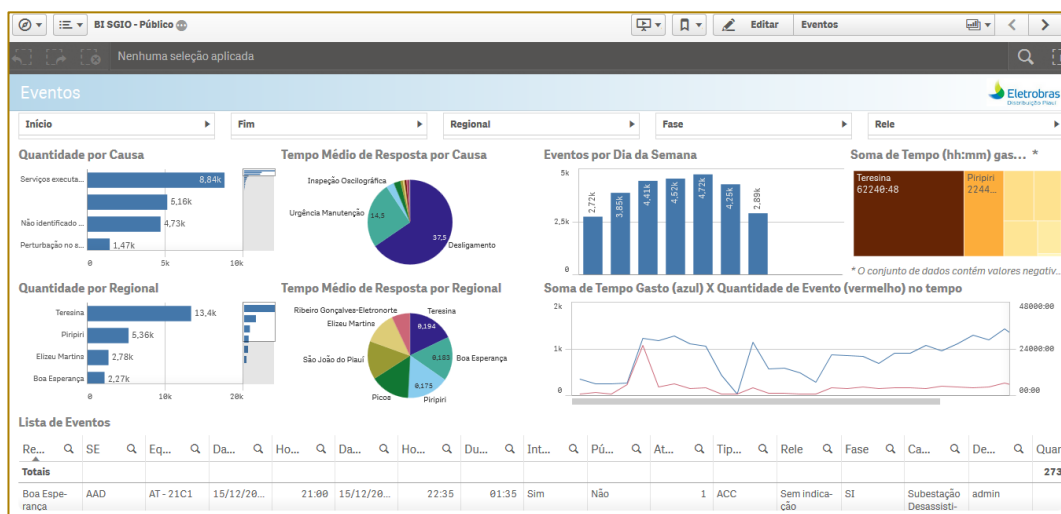 BI SGIO - Público
Editar
Eventos
Nenhuma seleção aplicada
Eventos
Eletrobras
Distribuição Piauí
Início
Fim
Regional
Fase
Rele
Quantidade por Causa
Serviços executa...
8,84k
5,16k
Não identificado ...
4,73k
Perturbação no s...
1,47k
0
5k
10k
Tempo Médio de Resposta por Causa
Inspeção Oscilográfica
Urgência Manutenção
14,5
37,5
Desligamento
Eventos por Dia da Semana
5k
2,5k
0
2,72k
3,85k
4,41k
4,52k
4,72k
4,25k
2,89k
Soma de Tempo (hh:mm) gas... *
Teresina
62240:48
Piripiri
2244...
* O conjunto de dados contém valores negativ...
Quantidade por Regional
Teresina
13,4k
Piripiri
5,36k
Elizeu Martine
2,78k
Boa Esperança
2,27k
0
10k
20k
Tempo Médio de Resposta por Regional
Ribeiro Gonçalves-Eletronorte
Teresina
Elizeu Martine
0,194
São João do Piauí
0,183
Boa Esperança
0,175
Picos
Piripiri
Soma de Tempo Gasto (azul) X Quantidade de Evento (vermelho) no tempo
2k
1k
0
48000:00
24000:00
00:00
Lista de Eventos
Re... SE Eq... Da... Ho... Da... Ho... Du... Int... Pú... At... Tip... Rele Fase Ca... De... Quan
Totais 273
Boa Espe- AAD AT - 21C1 15/12/20... 21:00 15/12/20... 22:35 01:35 Sim Não 1 ACC Sem indica- SI Subestação admin
rança ção Desassisti-